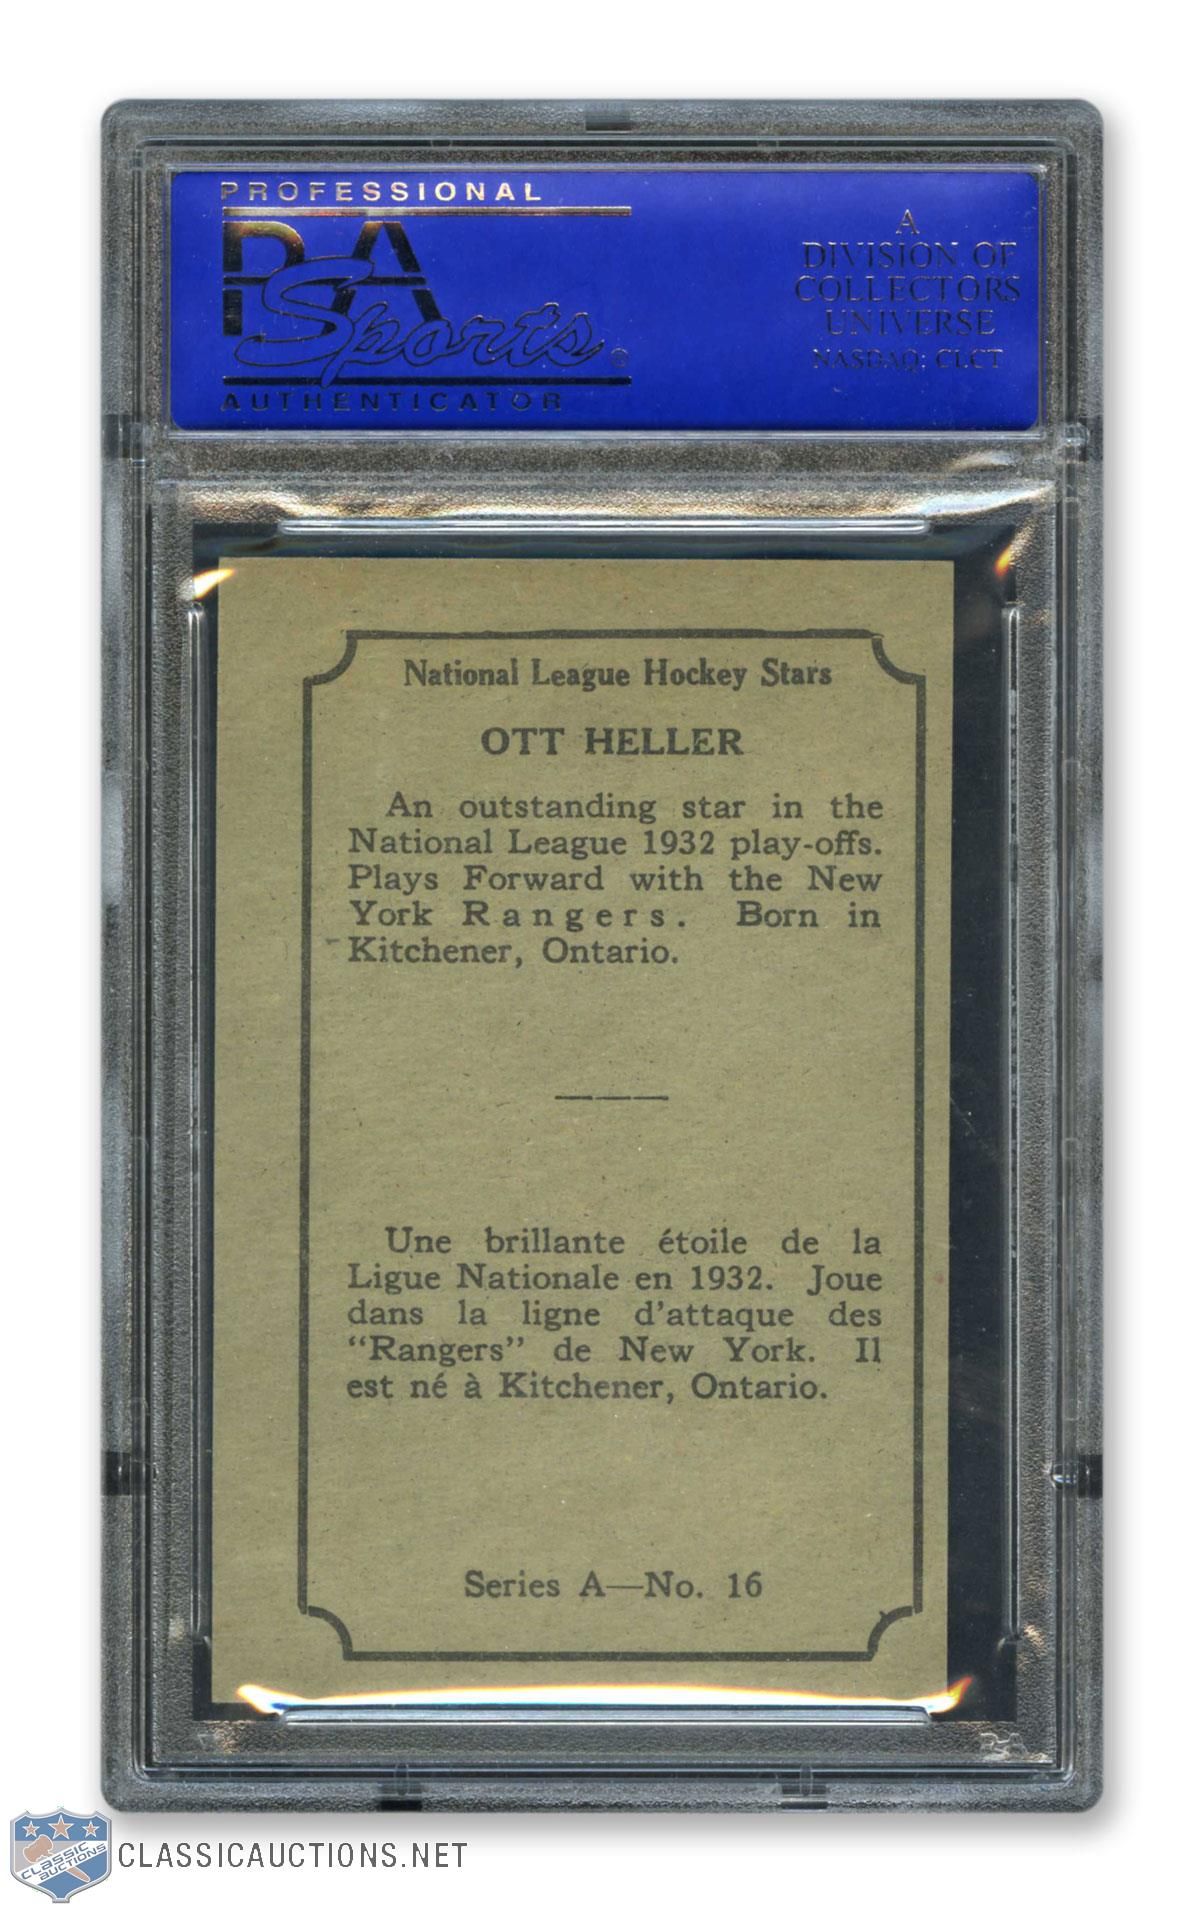 PROFESSIONAL
PSA
Sports®
AUTHENTICATOR
A
DIVISION OF
COLLECTORS
UNIVERSE
NASDAQ: CLCT
National League Hockey Stars
OTT HELLER
An outstanding star in the
National League 1932 play-offs.
Plays Forward with the New
York Rangers. Born in
Kitchener, Ontario.
Une brillante étoile de la
Ligue Nationale en 1932. Joue
dans la ligne d'attaque des
"Rangers" de New York. Il
est né à Kitchener, Ontario.
Series A—No. 16
PSA
CLASSIC
AUCTIONS
CLASSICAUCTIONS.NET